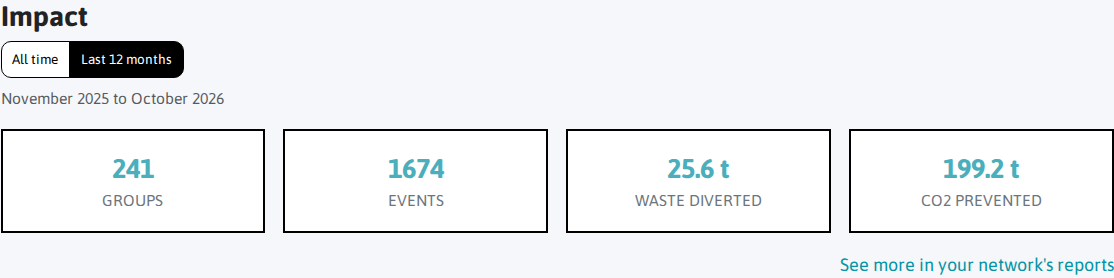 Impact
All time Last 12 months
November 2025 to October 2026
241 1674 25.6 t 199.2 t
GROUPS EVENTS WASTE DIVERTED CO2 PREVENTED
See more in your network's reports